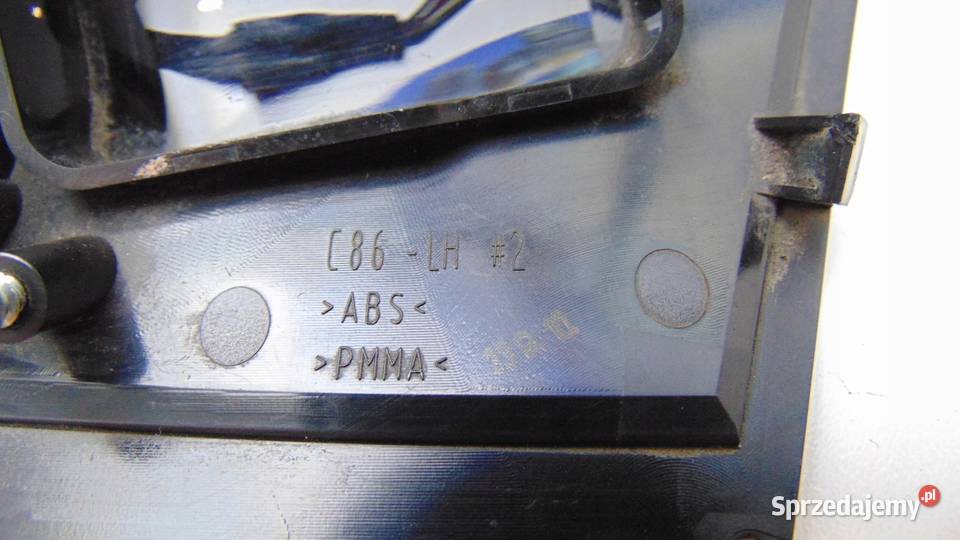 C86-LH #2
>ABS<
>PMMA<
Sprzedajemy.pl